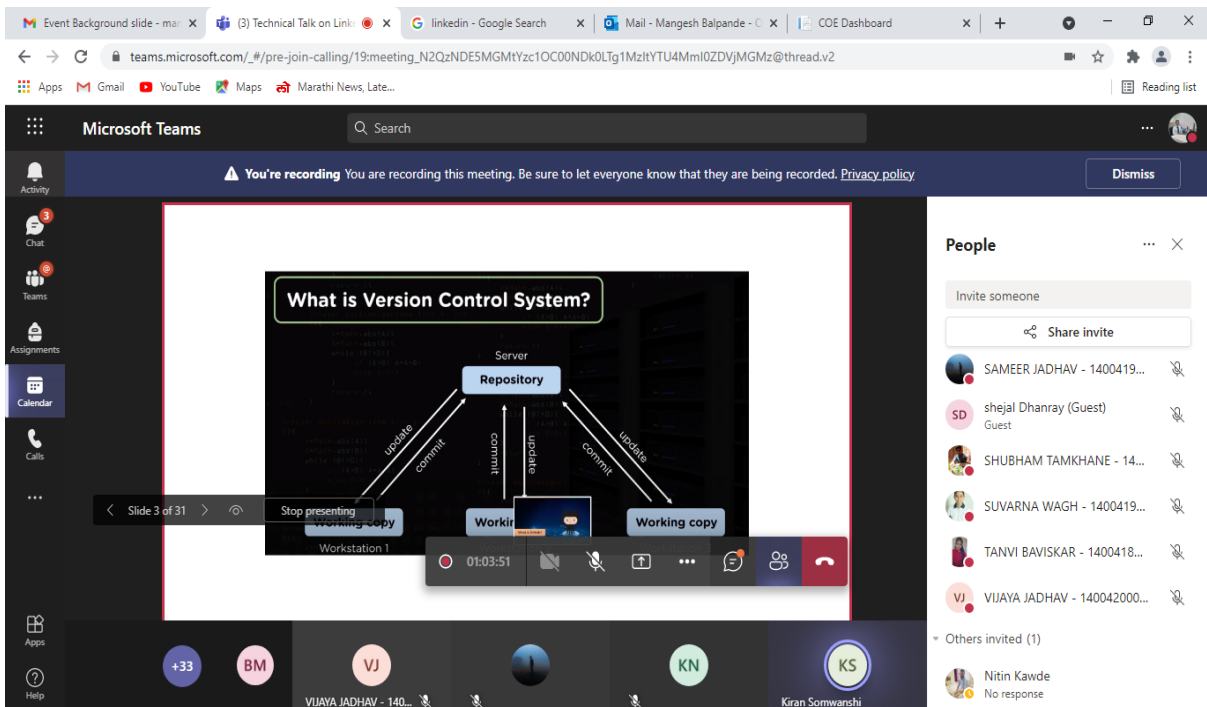 Event Background slide - mar
(3) Technical Talk on Linke
linkedin - Google Search
Mail - Mangesh Balpande - O
COE Dashboard
teams.microsoft.com/_#/pre-join-calling/19:meeting_N2QzNDE5MGMtYzc1OC00NDk0LTg1MzItYTU4MmI0ZDVjMGMz@thread.v2
Apps
Gmail
YouTube
Maps
Marathi News, Late...
Reading list
Microsoft Teams
Search
You're recording You are recording this meeting. Be sure to let everyone know that they are being recorded. Privacy policy
Dismiss
Activity
3
Chat
Teams
Assignments
Calendar
Calls
Apps
Help
What is Version Control System?
Server
Repository
update
commit
commit
update
commit
update
Slide 3 of 31
Stop presenting
Working copy
Workin
Working copy
Workstation 1
01:03:51
+33
BM
VJ
VIJAYA JADHAV - 140...
KN
KS
Kiran Somwanshi
People
Invite someone
Share invite
SAMEER JADHAV - 1400419...
SD
shejal Dhanray (Guest)
Guest
SHUBHAM TAMKHANE - 14...
SUVARNA WAGH - 1400419...
TANVI BAVISKAR - 1400418...
VJ
VIJAYA JADHAV - 140042000...
Others invited (1)
Nitin Kawde
No response